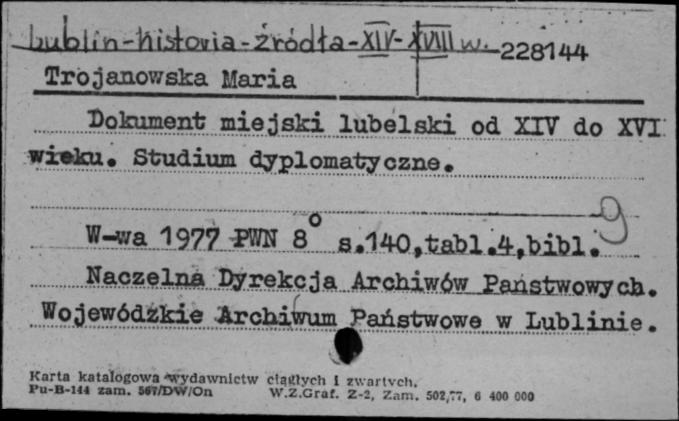 Lublin-historia-źródła-XIV-XVIII w. 228144
Trojanowska Maria
Dokument miejski lubelski od XIV do XVI
wieku. Studium dyplomatyczne.
9
W-wa 1977 PWN 8° s.140,tabl.4,bibl.
Naczelna Dyrekcja Archiwów Państwowych.
Wojewódzkie Archiwum Państwowe w Lublinie.
Karta katalogowa wydawnictw ciągłych i zwartych.
Pu-B-144 zam. 567/DW/On W.Z.Graf. Z-2, Zam. 502/77, 6 400 000